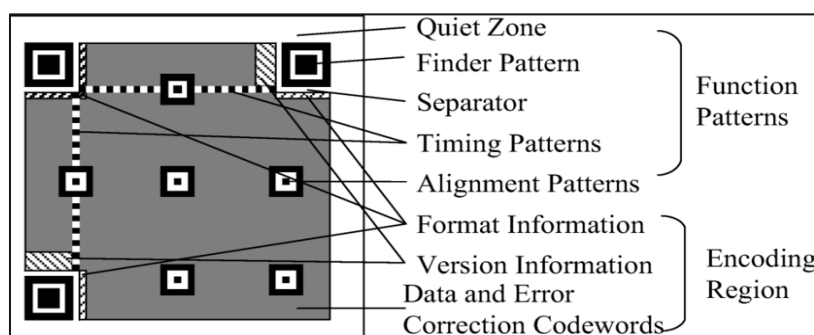 Quiet Zone
Finder Pattern
Separator
Timing Patterns
Alignment Patterns
Function
Patterns
Format Information
Version Information
Data and Error
Correction Codewords
Encoding
Region